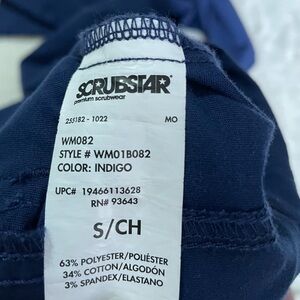 SCRUBSTAR
premium scrubwear
255182 - 1022 MO
WM082
STYLE # WM01B082
COLOR: INDIGO
UPC# 19466113628
RN# 93643
S/CH
63% POLYESTER/POLIÉSTER
34% COTTON/ALGODÓN
3% SPANDEX/ELASTANO